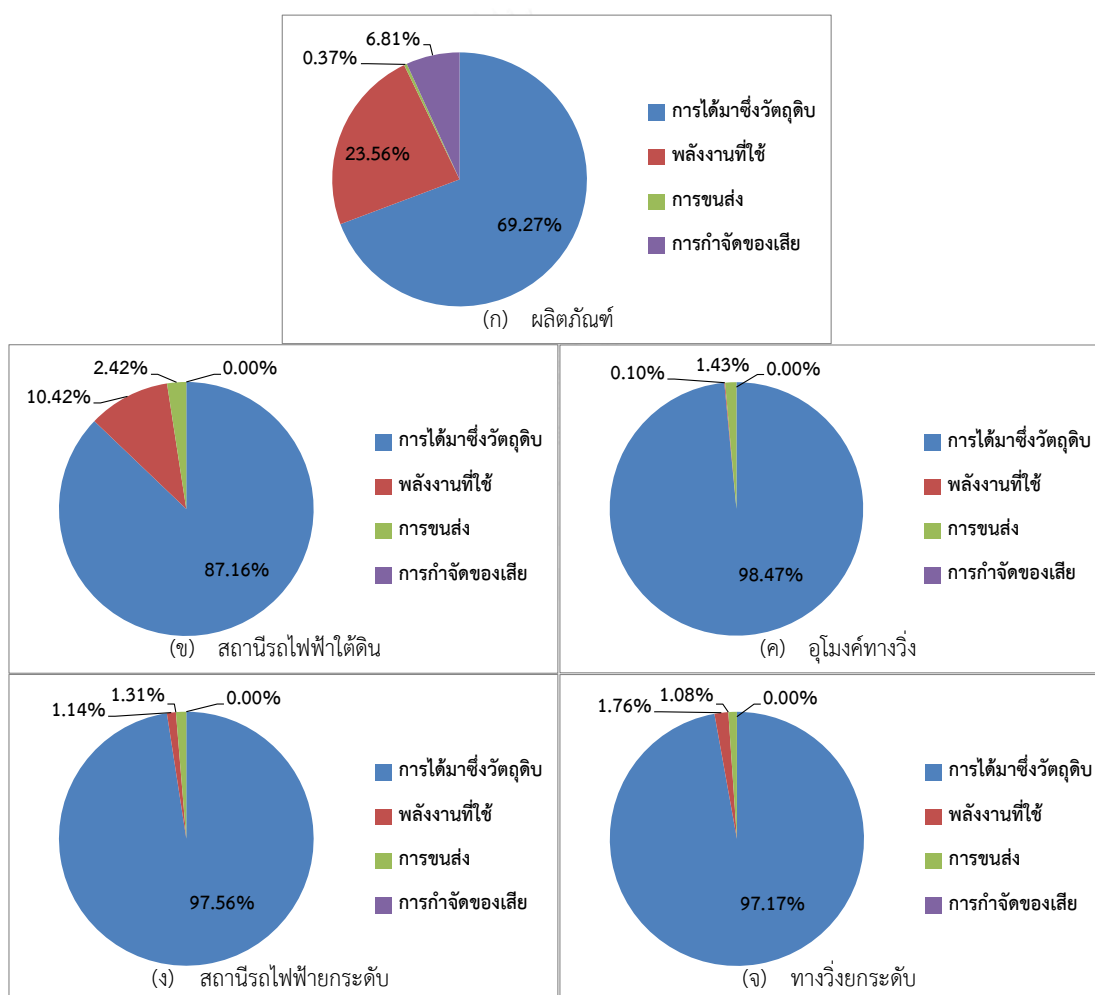 6.81%
0.37%
23.56%
69.27%
การได้มาซึ่งวัตถุดิบ
พลังงานที่ใช้
การขนส่ง
การกำจัดของเสีย
(ก) ผลิตภัณฑ์
2.42%
0.00%
10.42%
87.16%
การได้มาซึ่งวัตถุดิบ
พลังงานที่ใช้
การขนส่ง
การกำจัดของเสีย
(ข) สถานีรถไฟฟ้าใต้ดิน
1.43%
0.00%
0.10%
98.47%
การได้มาซึ่งวัตถุดิบ
พลังงานที่ใช้
การขนส่ง
การกำจัดของเสีย
(ค) อุโมงค์ทางวิ่ง
1.31%
0.00%
1.14%
97.56%
การได้มาซึ่งวัตถุดิบ
พลังงานที่ใช้
การขนส่ง
การกำจัดของเสีย
(ง) สถานีรถไฟฟ้ายกระดับ
1.08%
0.00%
1.76%
97.17%
การได้มาซึ่งวัตถุดิบ
พลังงานที่ใช้
การขนส่ง
การกำจัดของเสีย
(จ) ทางวิ่งยกระดับ